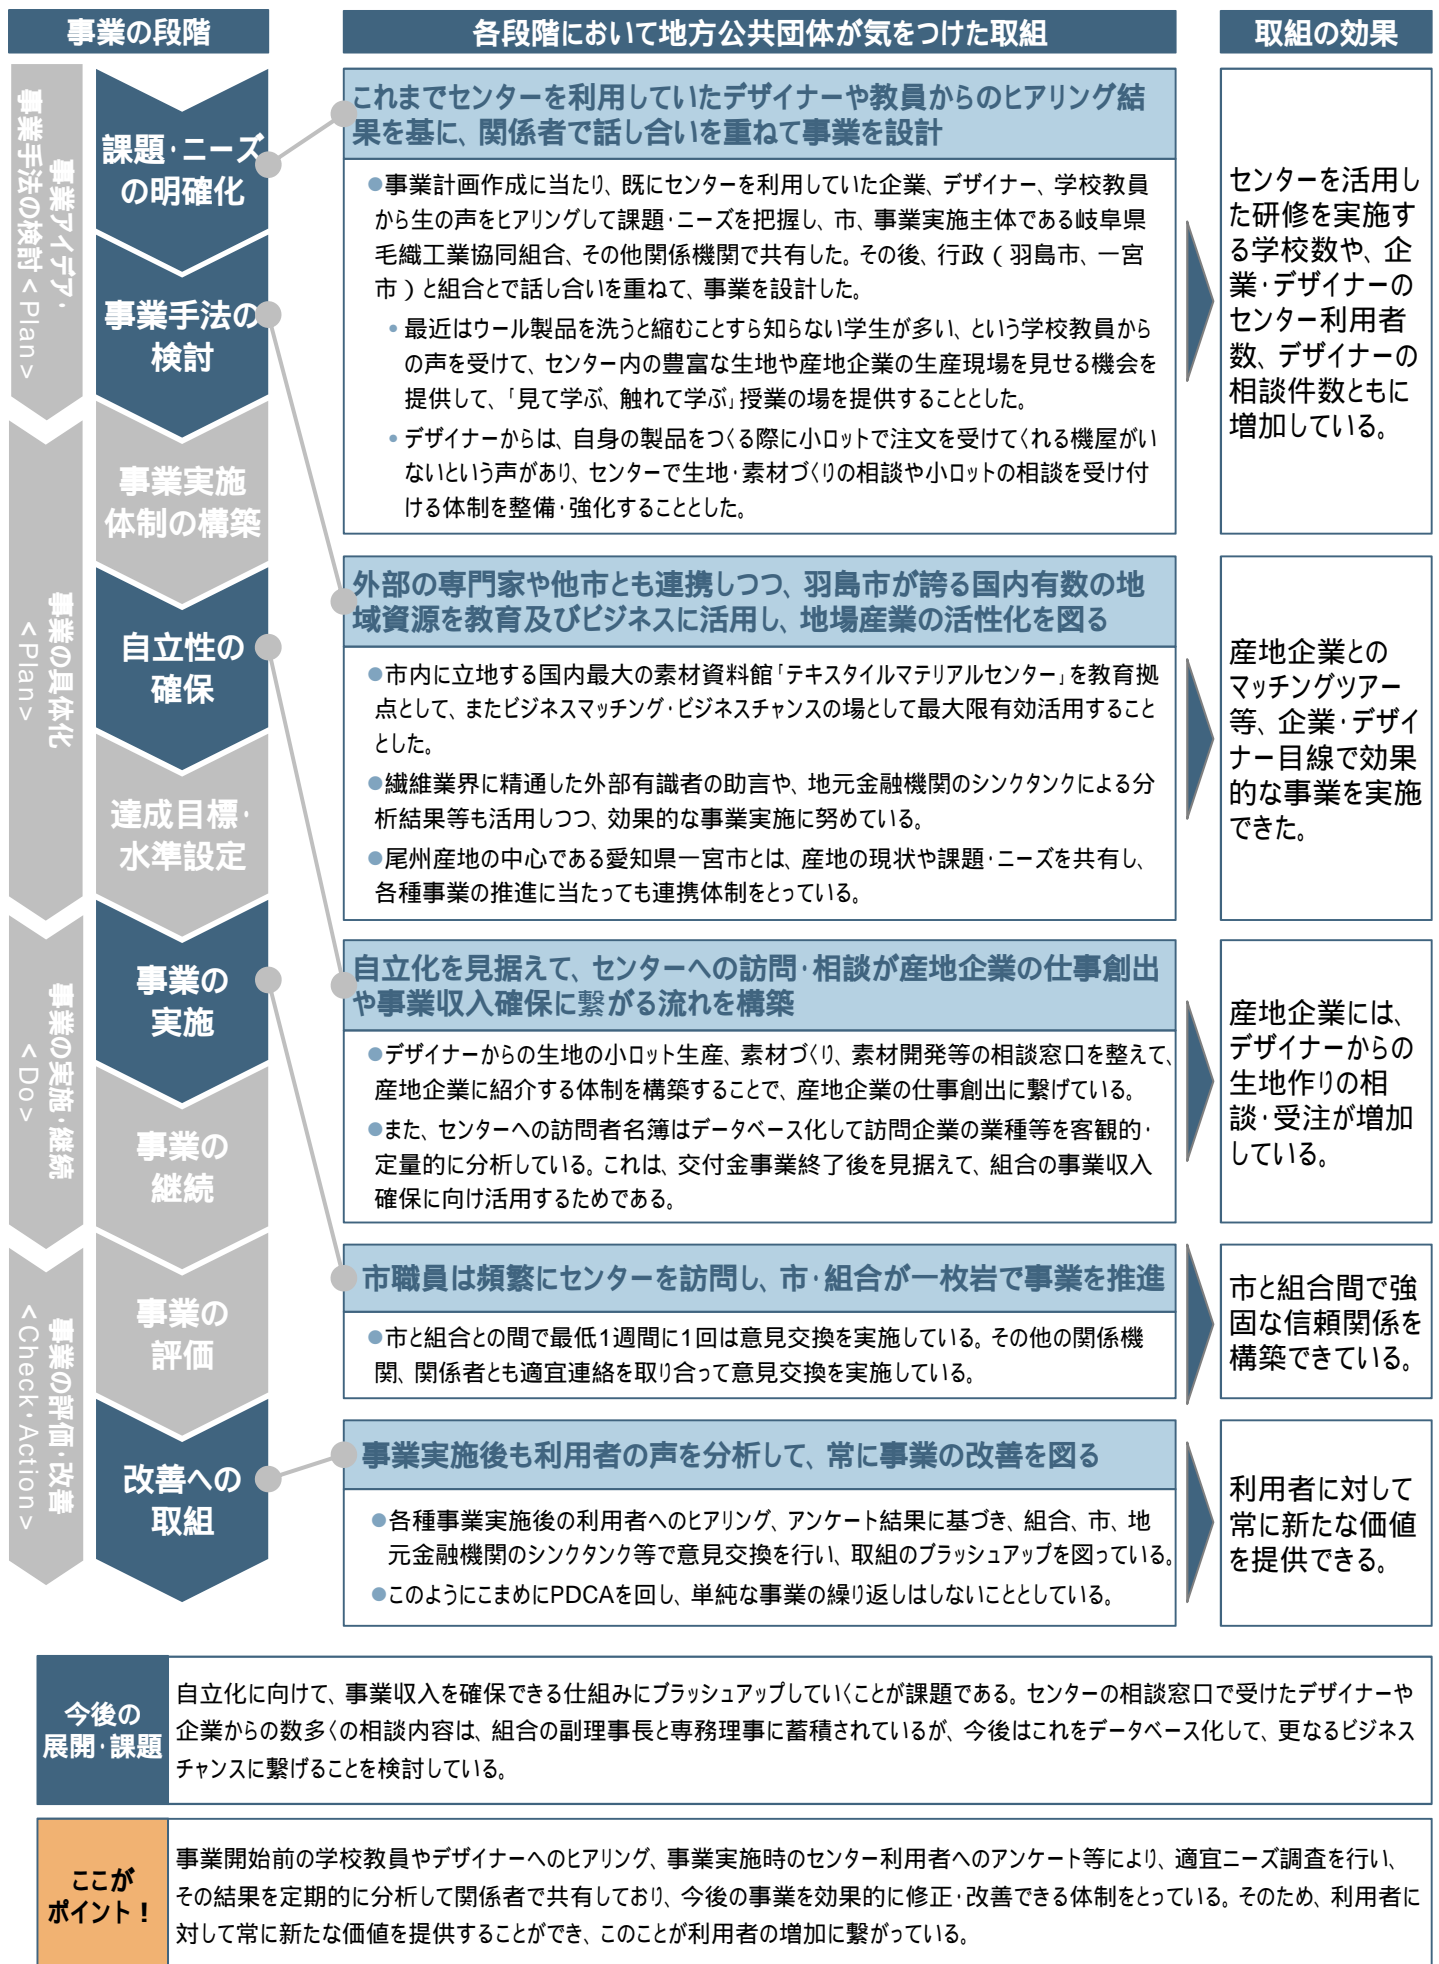 事業の段階
各段階において地方公共団体が気をつけた取組
取組の効果
事業アイデア・
事業手法の検討<Plan>
事業の具体化
<Plan>
事業の実施・継続
<Do>
事業の評価・改善
<Check・Action>
課題・ニーズ
の明確化
事業手法の
検討
事業実施
体制の構築
自立性の
確保
達成目標・
水準設定
事業の
実施
事業の
継続
事業の
評価
改善への
取組
これまでセンターを利用していたデザイナーや教員からのヒアリング結
果を基に、関係者で話し合いを重ねて事業を設計
●事業計画作成に当たり、既にセンターを利用していた企業、デザイナー、学校教員
から生の声をヒアリングして課題・ニーズを把握し、市、事業実施主体である岐阜県
毛織工業協同組合、その他関係機関で共有した。その後、行政(羽島市、一宮
市)と組合とで話し合いを重ねて、事業を設計した。
• 最近はウール製品を洗うと縮むことすら知らない学生が多い、という学校教員から
の声を受けて、センター内の豊富な生地や産地企業の生産現場を見せる機会を
提供して、「見て学ぶ、触れて学ぶ」授業の場を提供することとした。
• デザイナーからは、自身の製品をつくる際に小ロットで注文を受けてくれる機屋がい
ないという声があり、センターで生地・素材づくりの相談や小ロットの相談を受け付
ける体制を整備・強化することとした。
センターを活用し
た研修を実施す
る学校数や、企
業・デザイナーの
センター利用者
数、デザイナーの
相談件数ともに
増加している。
外部の専門家や他市とも連携しつつ、羽島市が誇る国内有数の地
域資源を教育及びビジネスに活用し、地場産業の活性化を図る
●市内に立地する国内最大の素材資料館「テキスタイルマテリアルセンター」を教育拠
点として、またビジネスマッチング・ビジネスチャンスの場として最大限有効活用すること
とした。
●繊維業界に精通した外部有識者の助言や、地元金融機関のシンクタンクによる分
析結果等も活用しつつ、効果的な事業実施に努めている。
●尾州産地の中心である愛知県一宮市とは、産地の現状や課題・ニーズを共有し、
各種事業の推進に当たっても連携体制をとっている。
産地企業との
マッチングツアー
等、企業・デザイ
ナー目線で効果
的な事業を実施
できた。
自立化を見据えて、センターへの訪問・相談が産地企業の仕事創出
や事業収入確保に繋がる流れを構築
●デザイナーからの生地の小ロット生産、素材づくり、素材開発等の相談窓口を整えて、
産地企業に紹介する体制を構築することで、産地企業の仕事創出に繋げている。
●また、センターへの訪問者名簿はデータベース化して訪問企業の業種等を客観的・
定量的に分析している。これは、交付金事業終了後を見据えて、組合の事業収入
確保に向け活用するためである。
産地企業には、
デザイナーからの
生地作りの相
談・受注が増加
している。
市職員は頻繁にセンターを訪問し、市・組合が一枚岩で事業を推進
●市と組合との間で最低1週間に1回は意見交換を実施している。その他の関係機
関、関係者とも適宜連絡を取り合って意見交換を実施している。
市と組合間で強
固な信頼関係を
構築できている。
事業実施後も利用者の声を分析して、常に事業の改善を図る
●各種事業実施後の利用者へのヒアリング、アンケート結果に基づき、組合、市、地
元金融機関のシンクタンク等で意見交換を行い、取組のブラッシュアップを図っている。
●このようにこまめにPDCAを回し、単純な事業の繰り返しはしないこととしている。
利用者に対して
常に新たな価値
を提供できる。
今後の
展開・課題
自立化に向けて、事業収入を確保できる仕組みにブラッシュアップしていくことが課題である。センターの相談窓口で受けたデザイナーや
企業からの数多くの相談内容は、組合の副理事長と専務理事に蓄積されているが、今後はこれをデータベース化して、更なるビジネス
チャンスに繋げることを検討している。
ここが
ポイント！
事業開始前の学校教員やデザイナーへのヒアリング、事業実施時のセンター利用者へのアンケート等により、適宜ニーズ調査を行い、
その結果を定期的に分析して関係者で共有しており、今後の事業を効果的に修正・改善できる体制をとっている。そのため、利用者に
対して常に新たな価値を提供することができ、このことが利用者の増加に繋がっている。